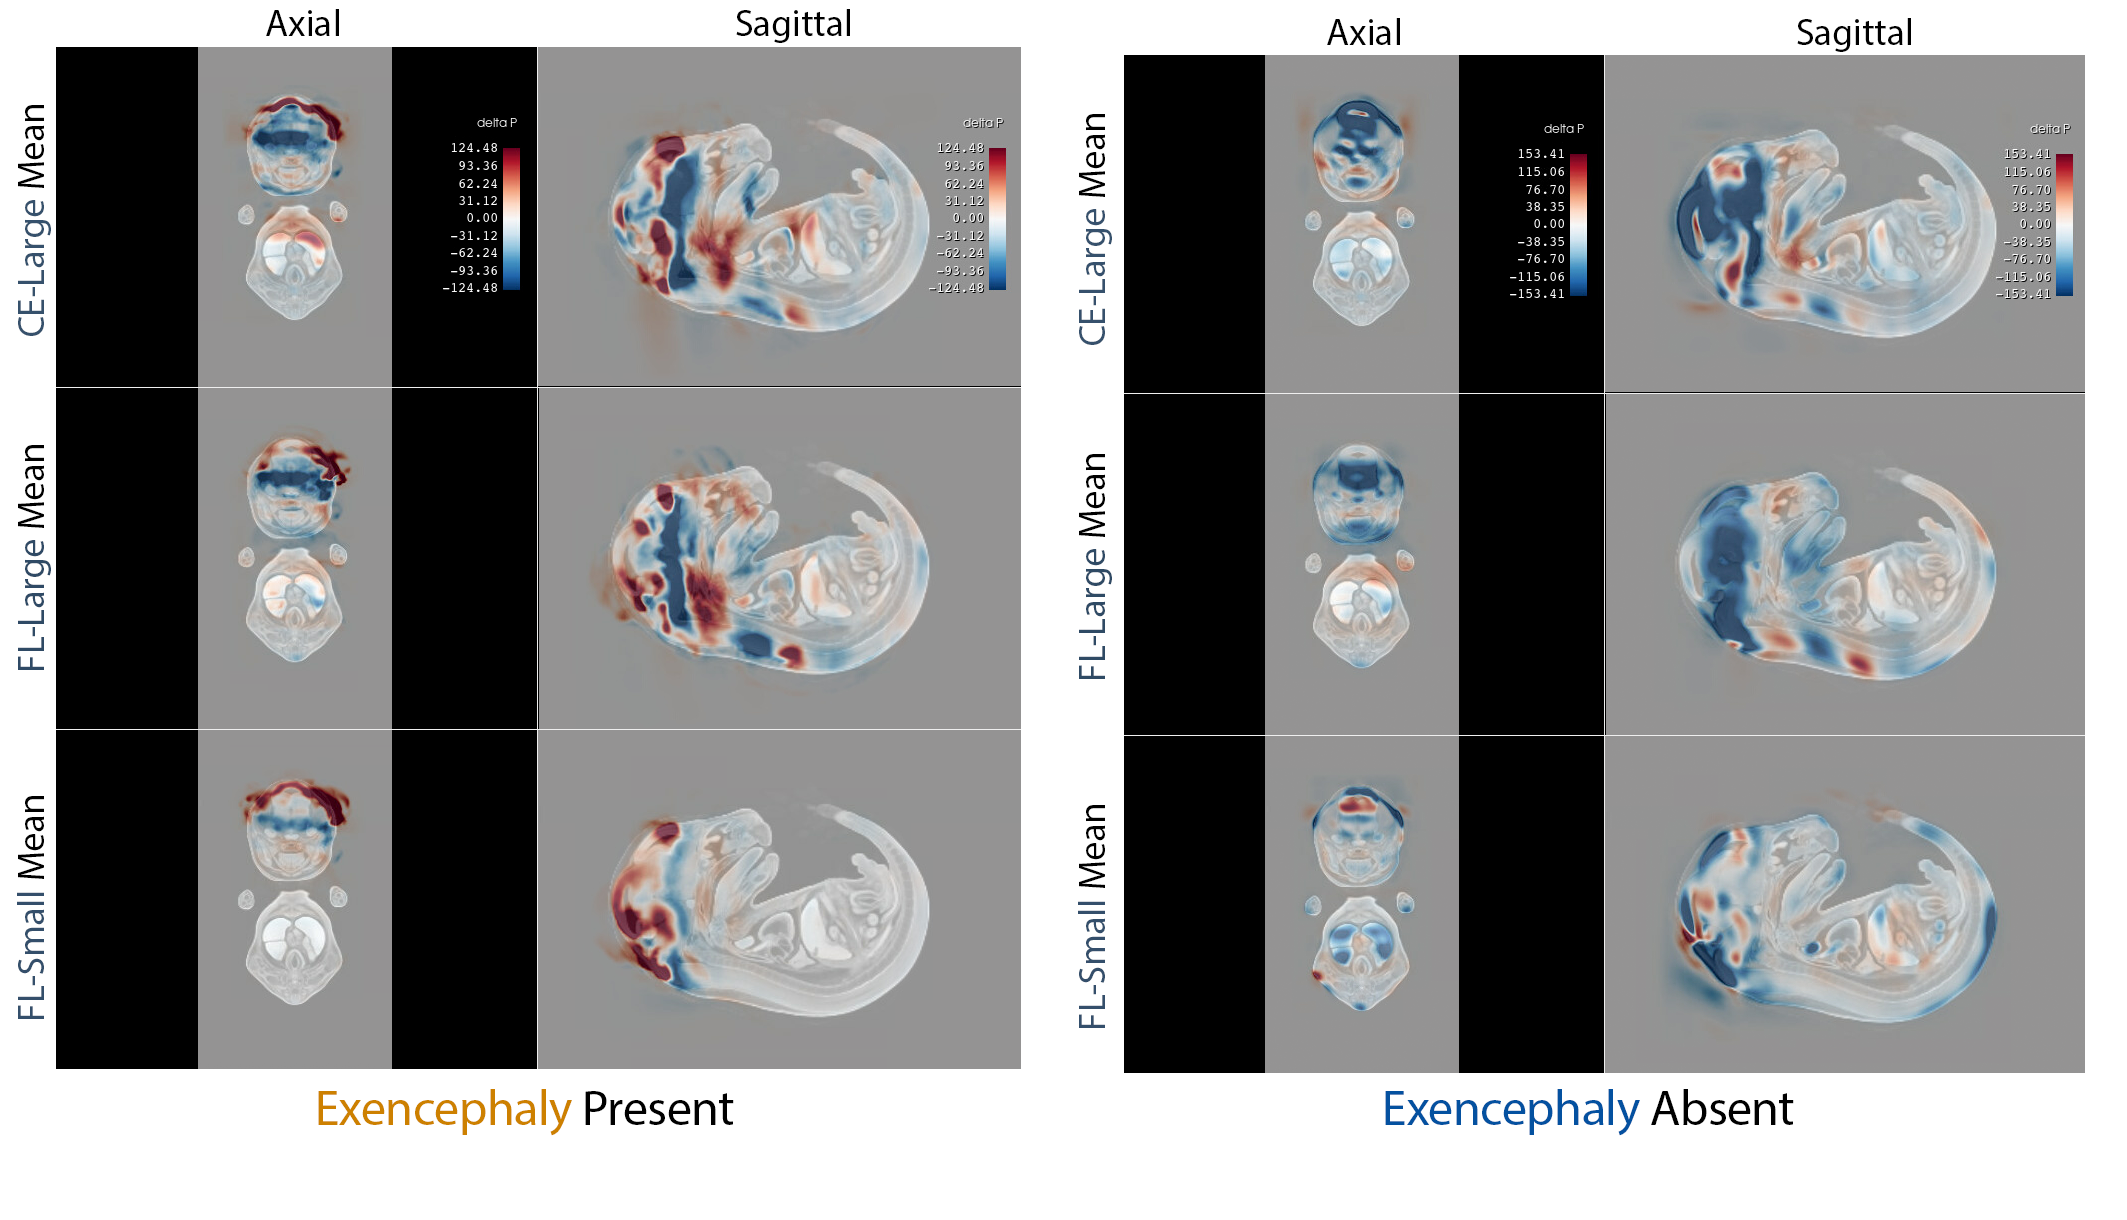 Axial
Sagittal
Axial
Sagittal
CE-Large Mean
delta P
124.48
93.36
62.24
31.12
0.00
−31.12
−62.24
−93.36
−124.48
delta P
124.48
93.36
62.24
31.12
0.00
−31.12
−62.24
−93.36
−124.48
CE-Large Mean
delta P
153.41
115.06
76.70
38.35
0.00
−38.35
−76.70
−115.06
−153.41
delta P
153.41
115.06
76.70
38.35
0.00
−38.35
−76.70
−115.06
−153.41
FL-Large Mean
FL-Large Mean
FL-Small Mean
FL-Small Mean
Exencephaly Present
Exencephaly Absent